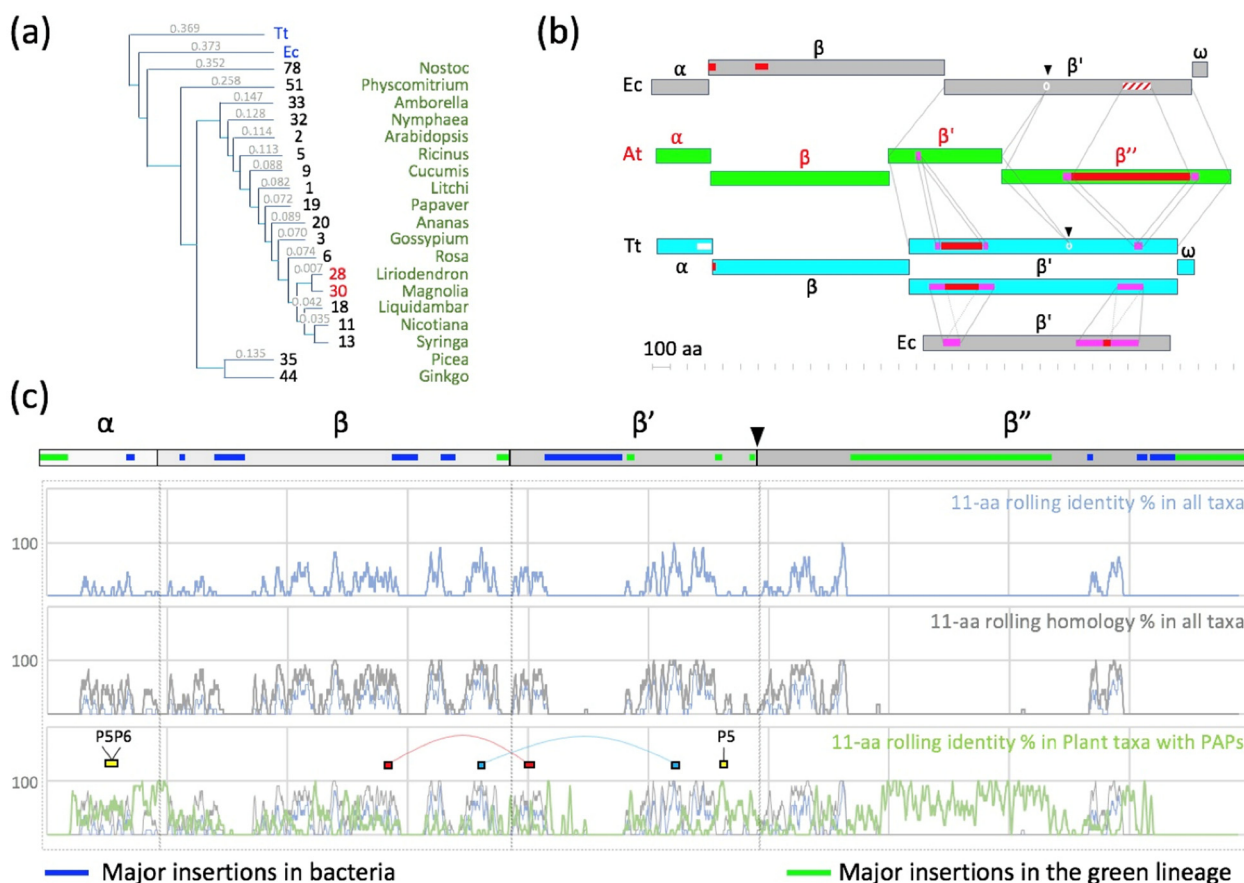 (a)
0.369 Tt
0.373 Ec
0.352 78 Nostoc
0.258 51 Physcomitrium
0.147 33 Amborella
0.128 32 Nymphaea
0.114 2 Arabidopsis
0.113 5 Ricinus
0.088 9 Cucumis
0.082 1 Litchi
0.072 19 Papaver
0.089 20 Ananas
0.070 3 Gossypium
0.074 6 Rosa
0.007 28 Liriodendron
30 Magnolia
0.042 18 Liquidambar
0.035 11 Nicotiana
13 Syringa
0.135 35 Picea
44 Ginkgo
(b)
Ec α β β' ω
0
At α β β' β''
Tt α β β' ω
0
Ec β'
100 aa
(c)
α β β’ β”
11-aa rolling identity % in all taxa
100
11-aa rolling homology % in all taxa
100
P5P6 P5 11-aa rolling identity % in Plant taxa with PAPs
100
Major insertions in bacteria Major insertions in the green lineage